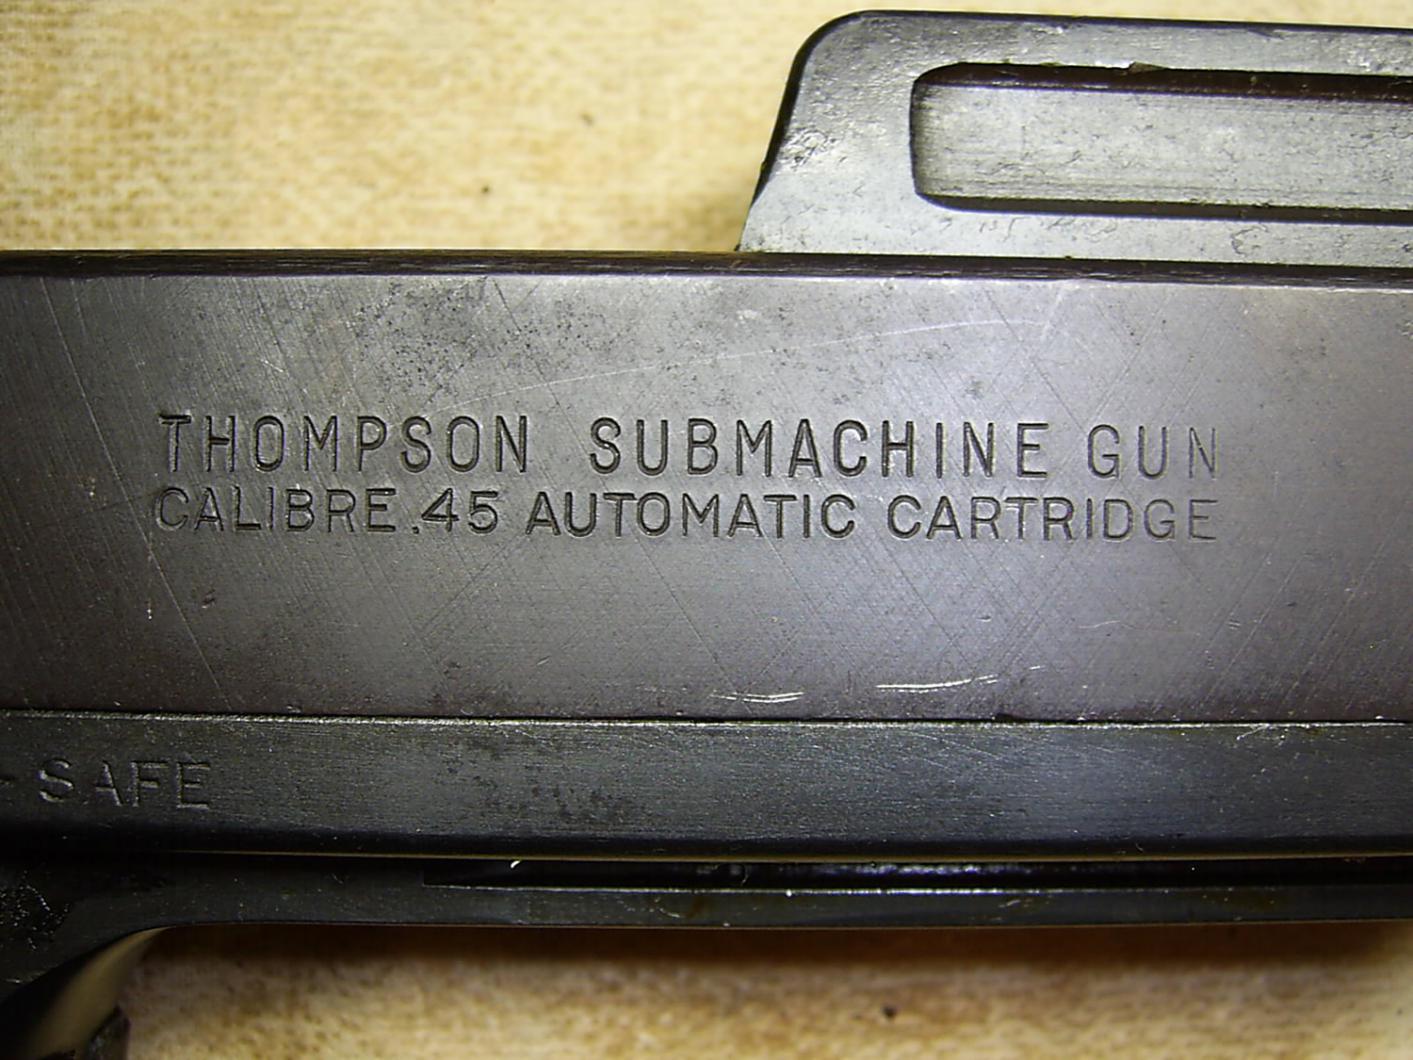 THOMPSON SUBMACHINE GUN
CALIBRE .45 AUTOMATIC CARTRIDGE
SAFE